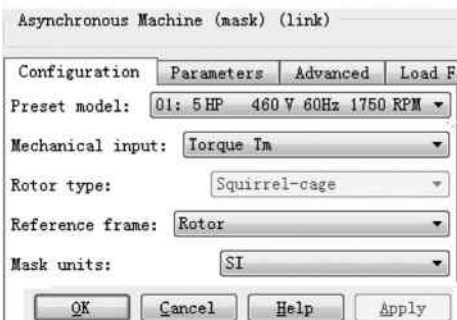 Asynchronous Machine (mask) (link)
Configuration Parameters Advanced Load F
Preset model: 01: 5 HP 460 V 60Hz 1750 RPM
Mechanical input: Torque Tm
Rotor type: Squirrel-cage
Reference frame: Rotor
Mask units: SI
OK Cancel Help Apply